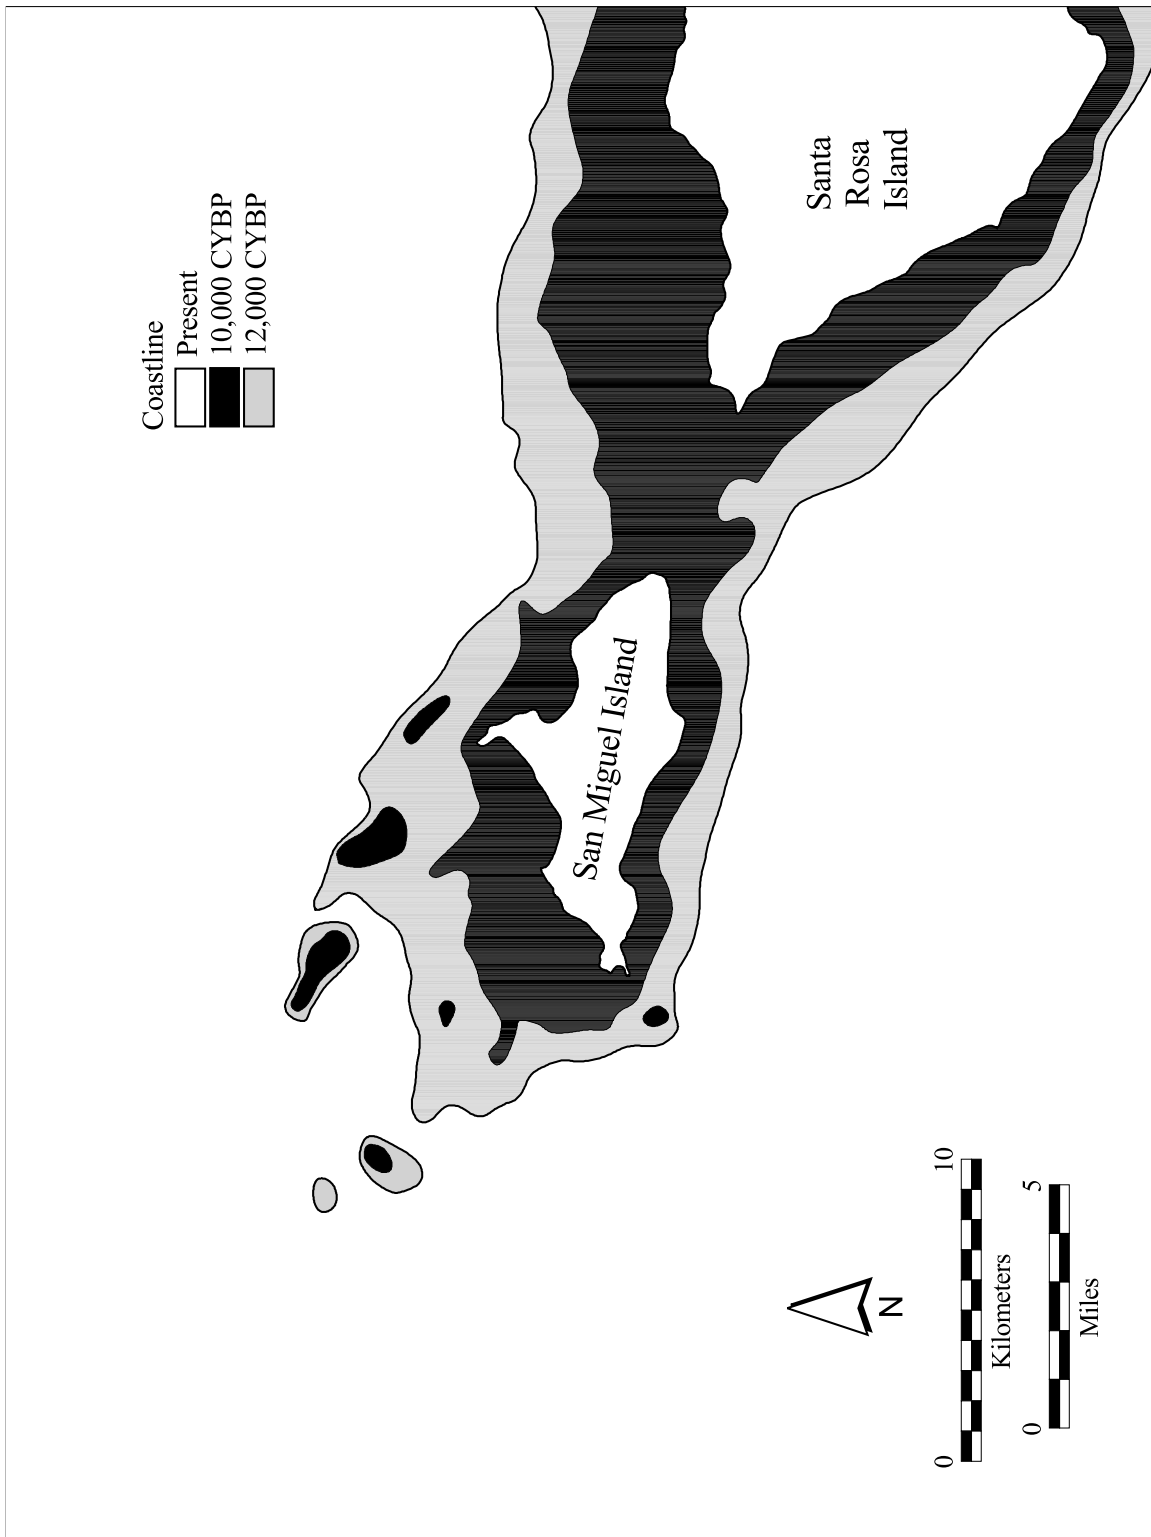 Coastline
Present
10,000 CYBP
12,000 CYBP
Santa
Rosa
Island
San Miguel Island
N
0
10
Kilometers
0
5
Miles